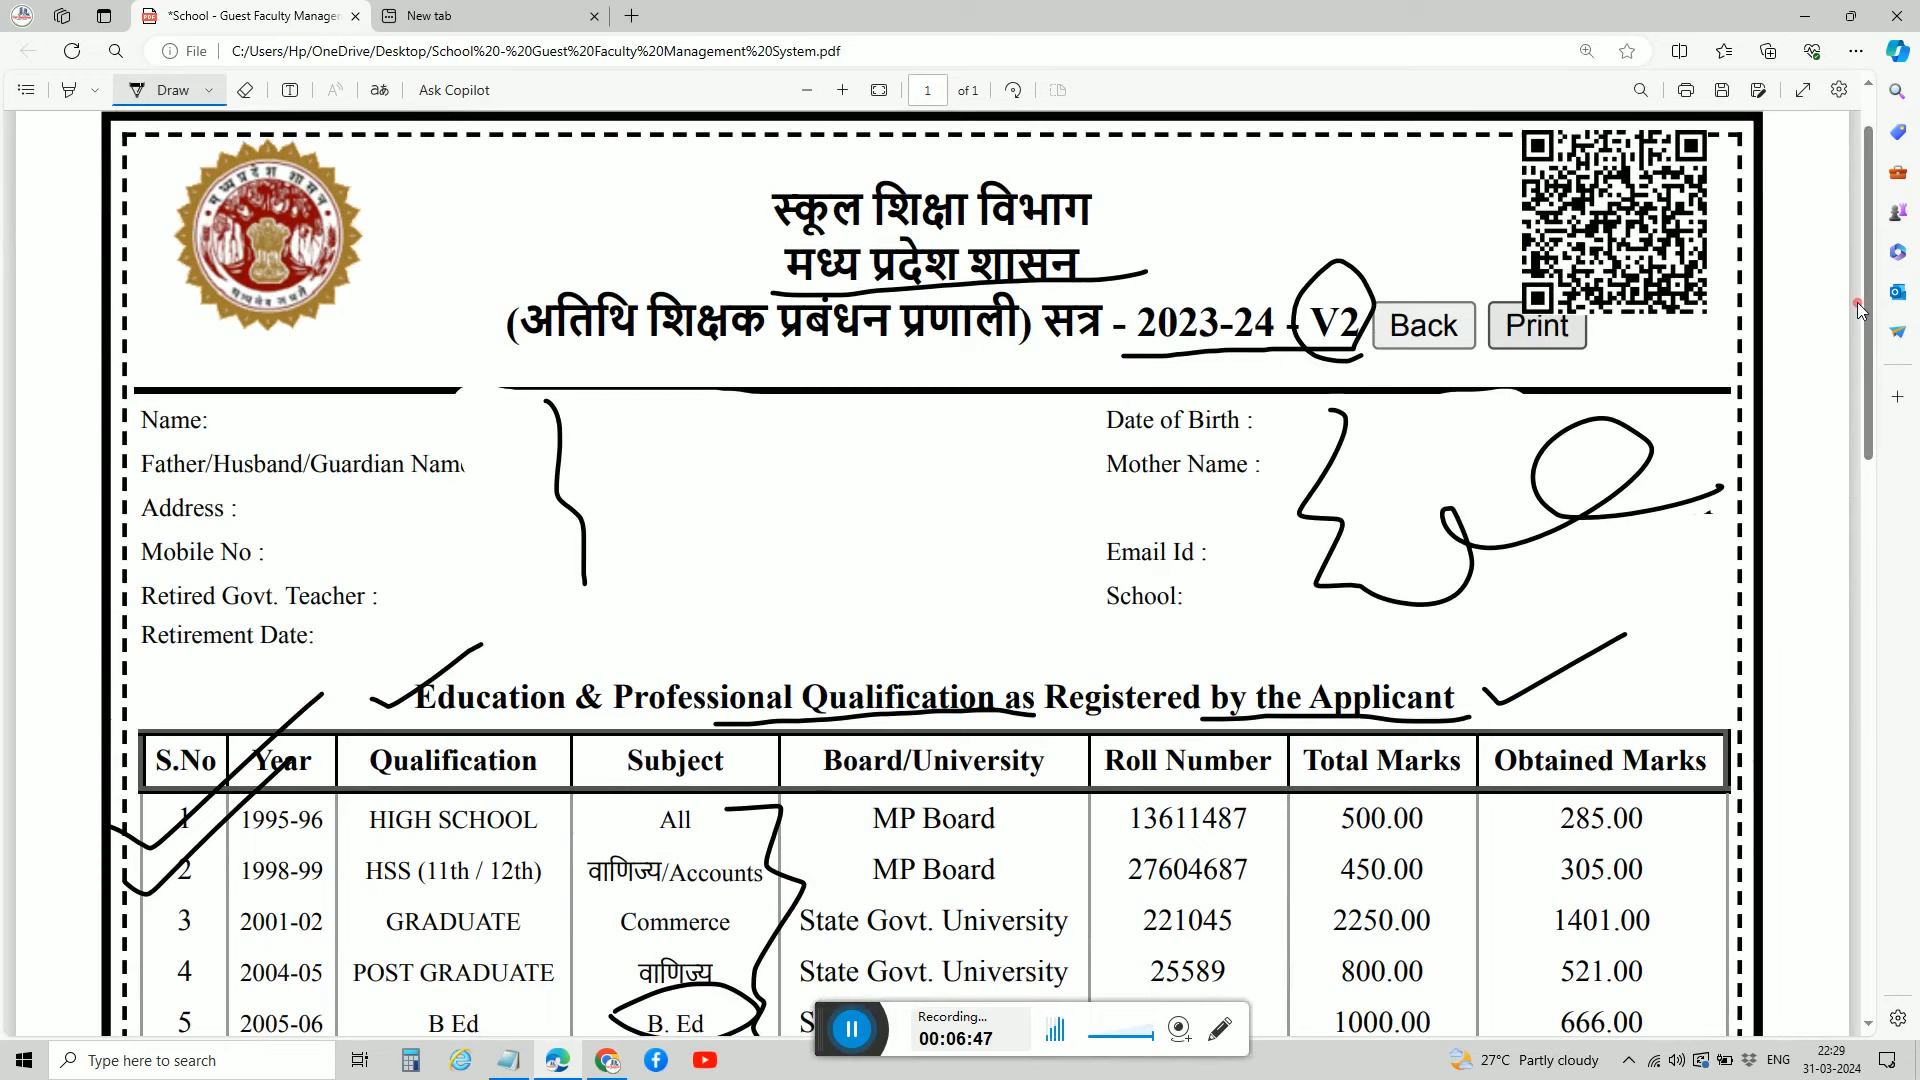 *School - Guest Faculty Manager
New tab
File
C:/Users/Hp/OneDrive/Desktop/School%20-%20Guest%20Faculty%20Management%20System.pdf
Draw
Ask Copilot
1 of 1
मध्य प्रदेश शासन
सत्यमेव जयते
स्कूल शिक्षा विभाग
मध्य प्रदेश शासन
(अतिथि शिक्षक प्रबंधन प्रणाली) सत्र - 2023-24 - V2 Back Print
Name: Date of Birth :
Father/Husband/Guardian Name Mother Name :
Address :
Mobile No : Email Id :
Retired Govt. Teacher : School:
Retirement Date:
Education & Professional Qualification as Registered by the Applicant
S.No Year Qualification Subject Board/University Roll Number Total Marks Obtained Marks
1 1995-96 HIGH SCHOOL All MP Board 13611487 500.00 285.00
2 1998-99 HSS (11th / 12th) वाणिज्य/Accounts MP Board 27604687 450.00 305.00
3 2001-02 GRADUATE Commerce State Govt. University 221045 2250.00 1401.00
4 2004-05 POST GRADUATE वाणिज्य State Govt. University 25589 800.00 521.00
5 2005-06 B Ed B. Ed S 1000.00 666.00
Recording...
00:06:47
Type here to search
27°C Partly cloudy
ENG
22:29
31-03-2024